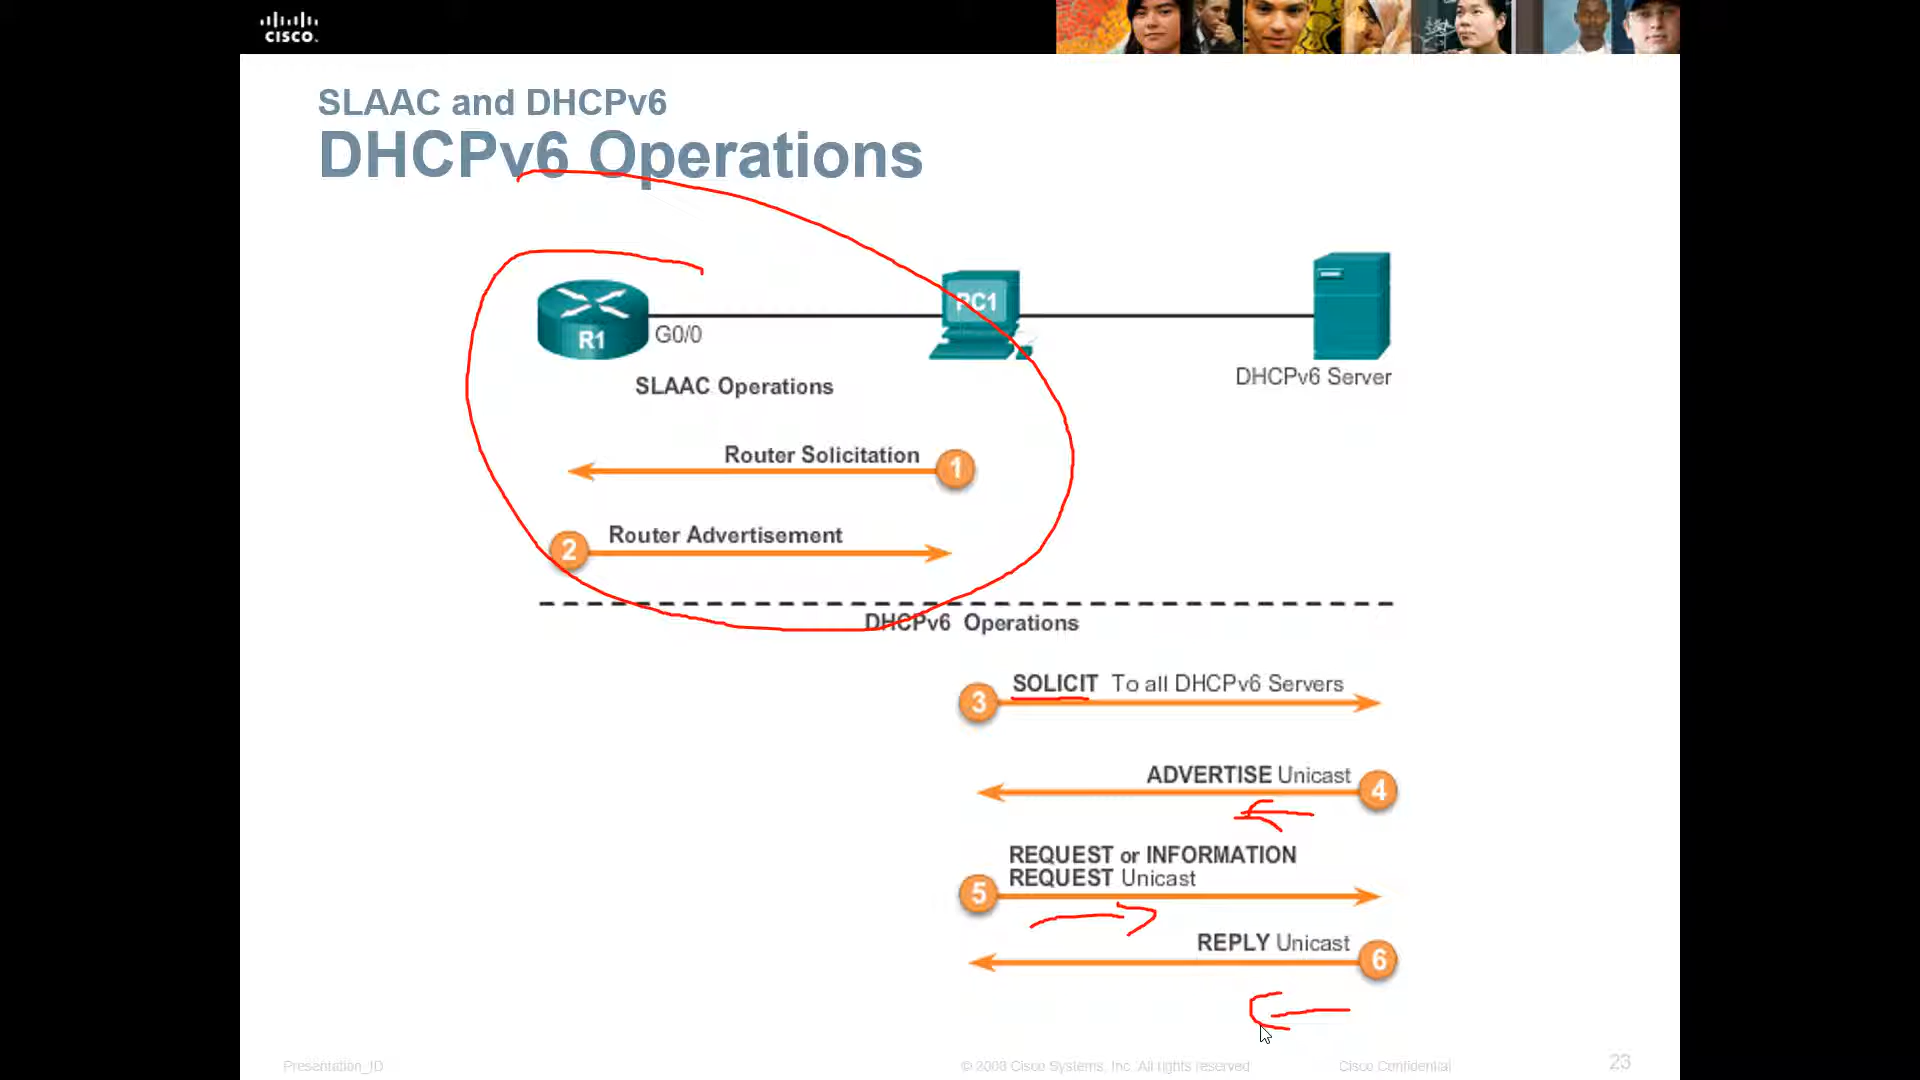 CISCO.
SLAAC and DHCPv6
DHCPv6 Operations
PC1
R1
G0/0
DHCPv6 Server
SLAAC Operations
Router Solicitation
1
2
Router Advertisement
DHCPv6 Operations
3
SOLICIT To all DHCPv6 Servers
ADVERTISE Unicast
4
REQUEST or INFORMATION
REQUEST Unicast
5
REPLY Unicast
6
Presentation_ID
© 2008 Cisco Systems, Inc. All rights reserved
Cisco Confidential
23